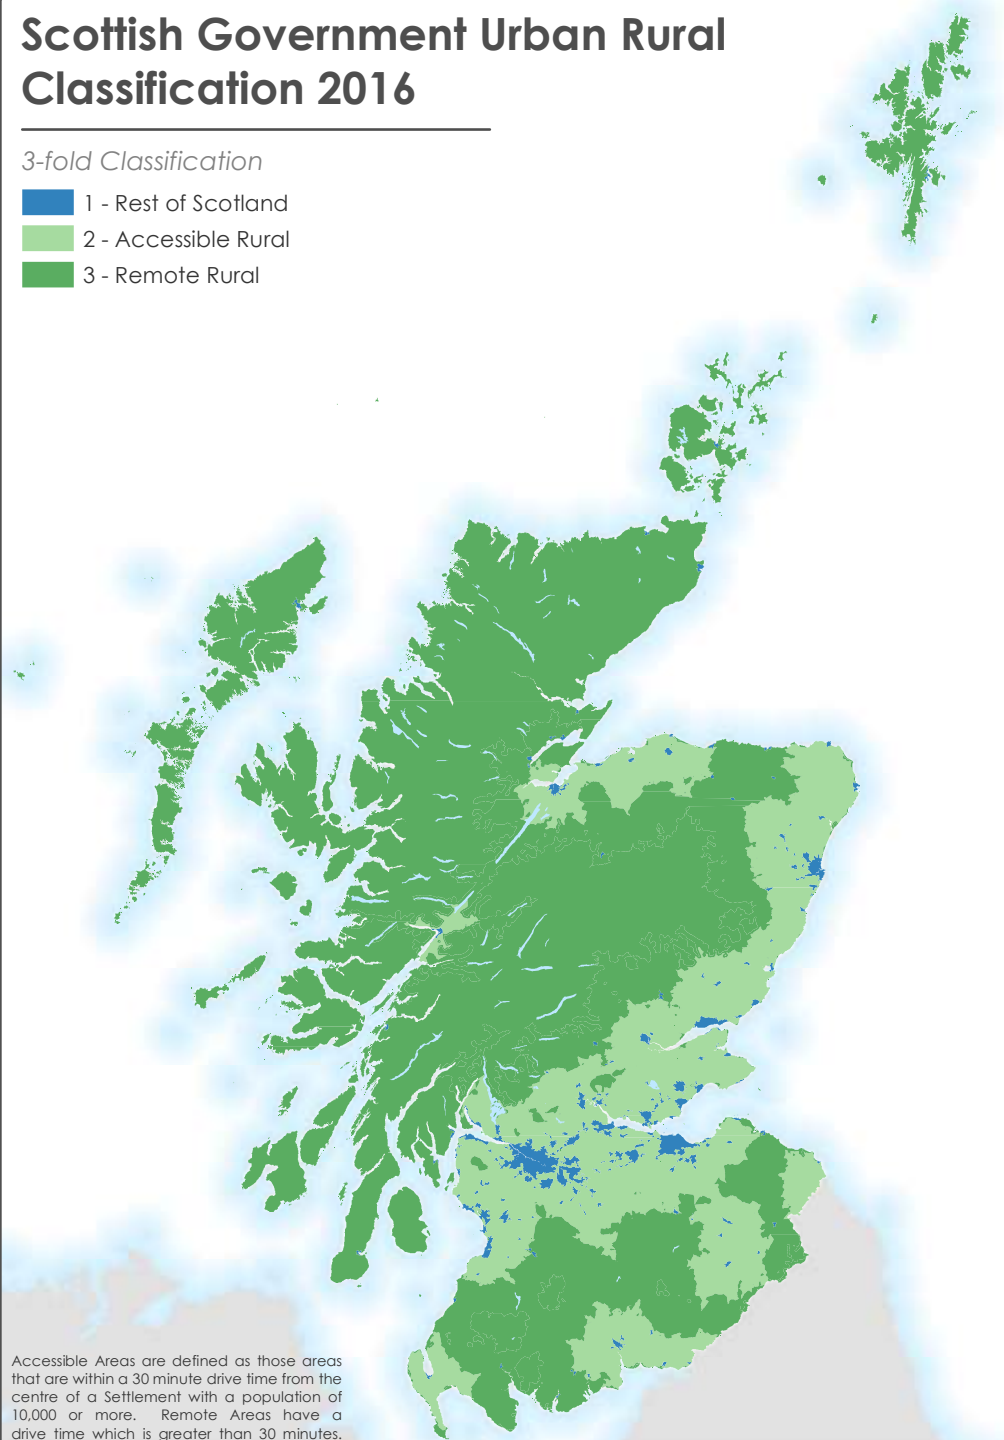 Scottish Government Urban Rural
Classification 2016
3-fold Classification
1 - Rest of Scotland
2 - Accessible Rural
3 - Remote Rural
Accessible Areas are defined as those areas
that are within a 30 minute drive time from the
centre of a Settlement with a population of
10,000 or more. Remote Areas have a
drive time which is greater than 30 minutes.